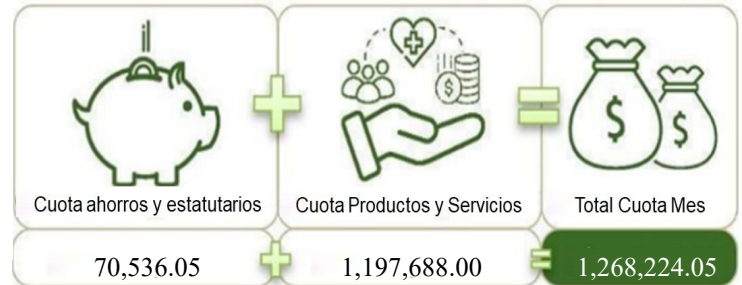 Cuota ahorros y estatutarios
Cuota Productos y Servicios
Total Cuota Mes
70,536.05
1,197,688.00
1,268,224.05